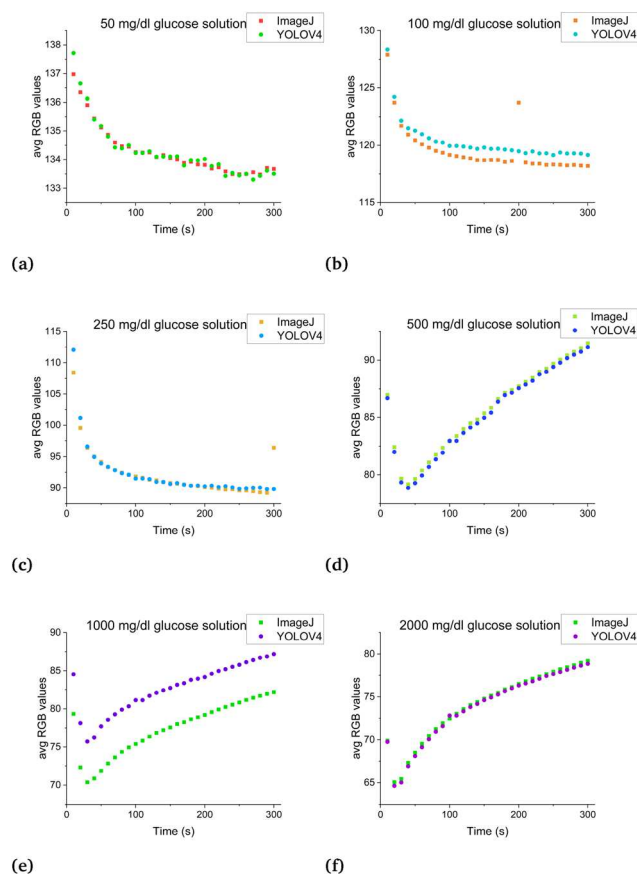 50 mg/dl glucose solution
ImageJ
YOLOV4
avg RGB values
138
137
136
135
134
133
0
100
200
300
Time (s)
(a)
100 mg/dl glucose solution
ImageJ
YOLOV4
avg RGB values
130
125
120
115
0
100
200
300
Time (s)
(b)
250 mg/dl glucose solution
ImageJ
YOLOV4
avg RGB values
115
110
105
100
95
90
0
100
200
300
Time (s)
(c)
500 mg/dl glucose solution
ImageJ
YOLOV4
avg RGB values
90
85
80
0
100
200
300
Time (s)
(d)
1000 mg/dl glucose solution
ImageJ
YOLOV4
avg RGB values
90
85
80
75
70
0
100
200
300
Time (s)
(e)
2000 mg/dl glucose solution
ImageJ
YOLOV4
avg RGB values
80
75
70
65
0
100
200
300
Time (s)
(f)